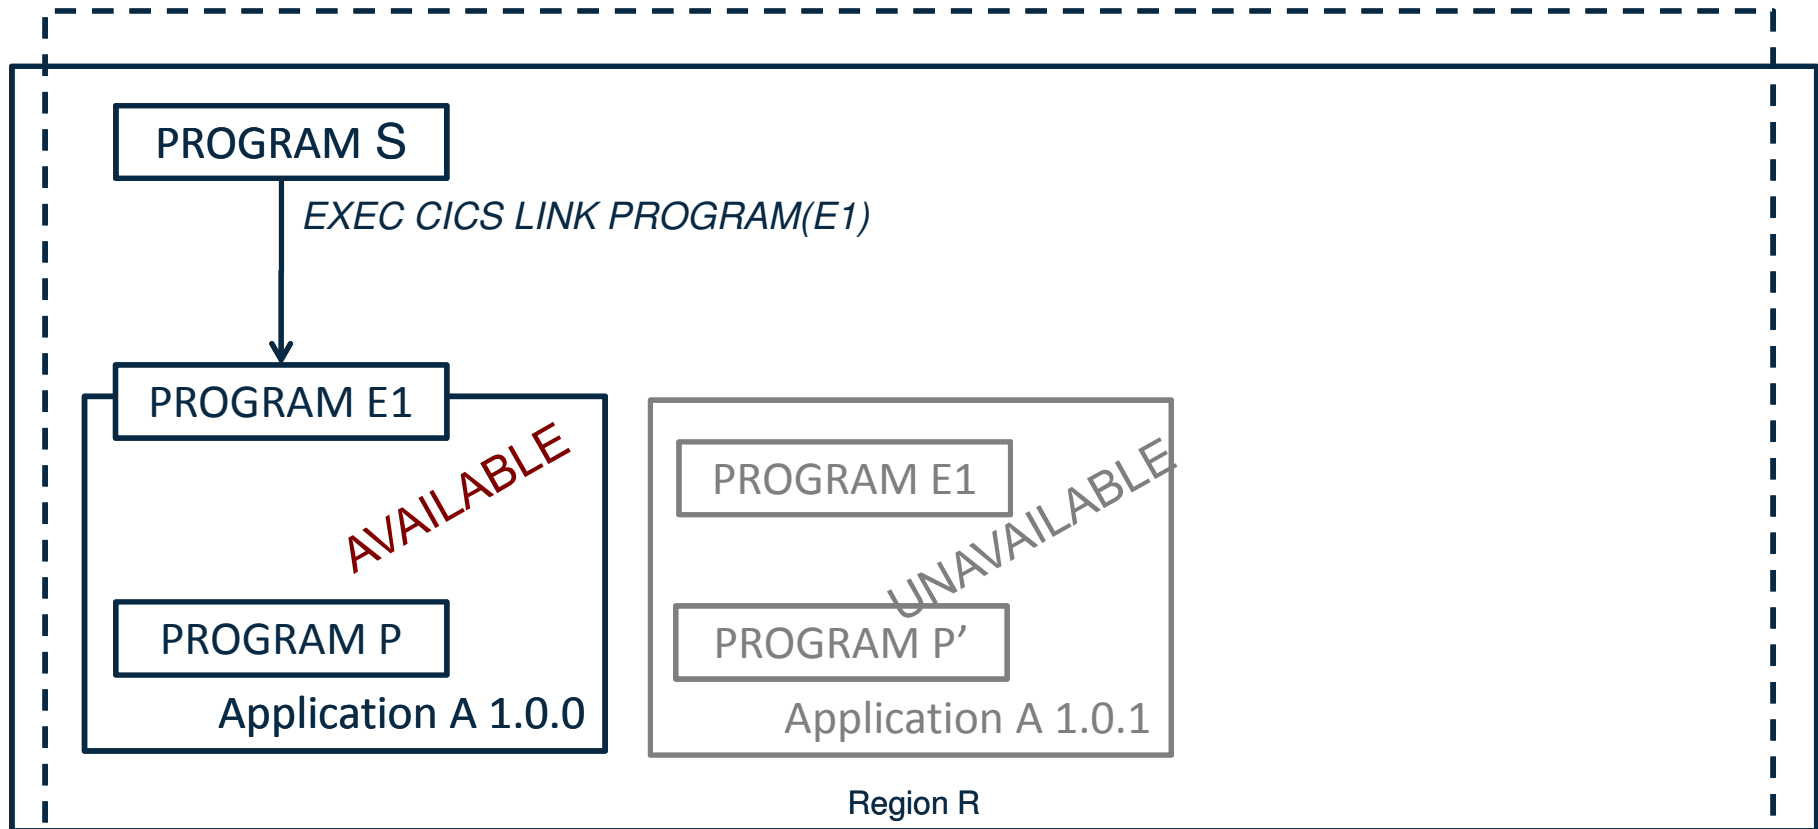 PROGRAM S
EXEC CICS LINK PROGRAM(E1)
PROGRAM E1
AVAILABLE
PROGRAM P
Application A 1.0.0
PROGRAM E1
UNAVAILABLE
PROGRAM P’
Application A 1.0.1
Region R